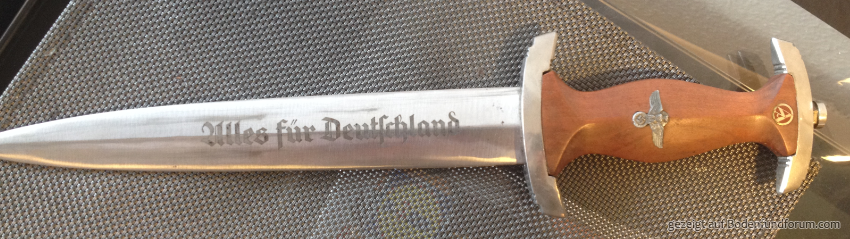 Alles für Deutschland
gezeigt auf Bodenfundforum.com